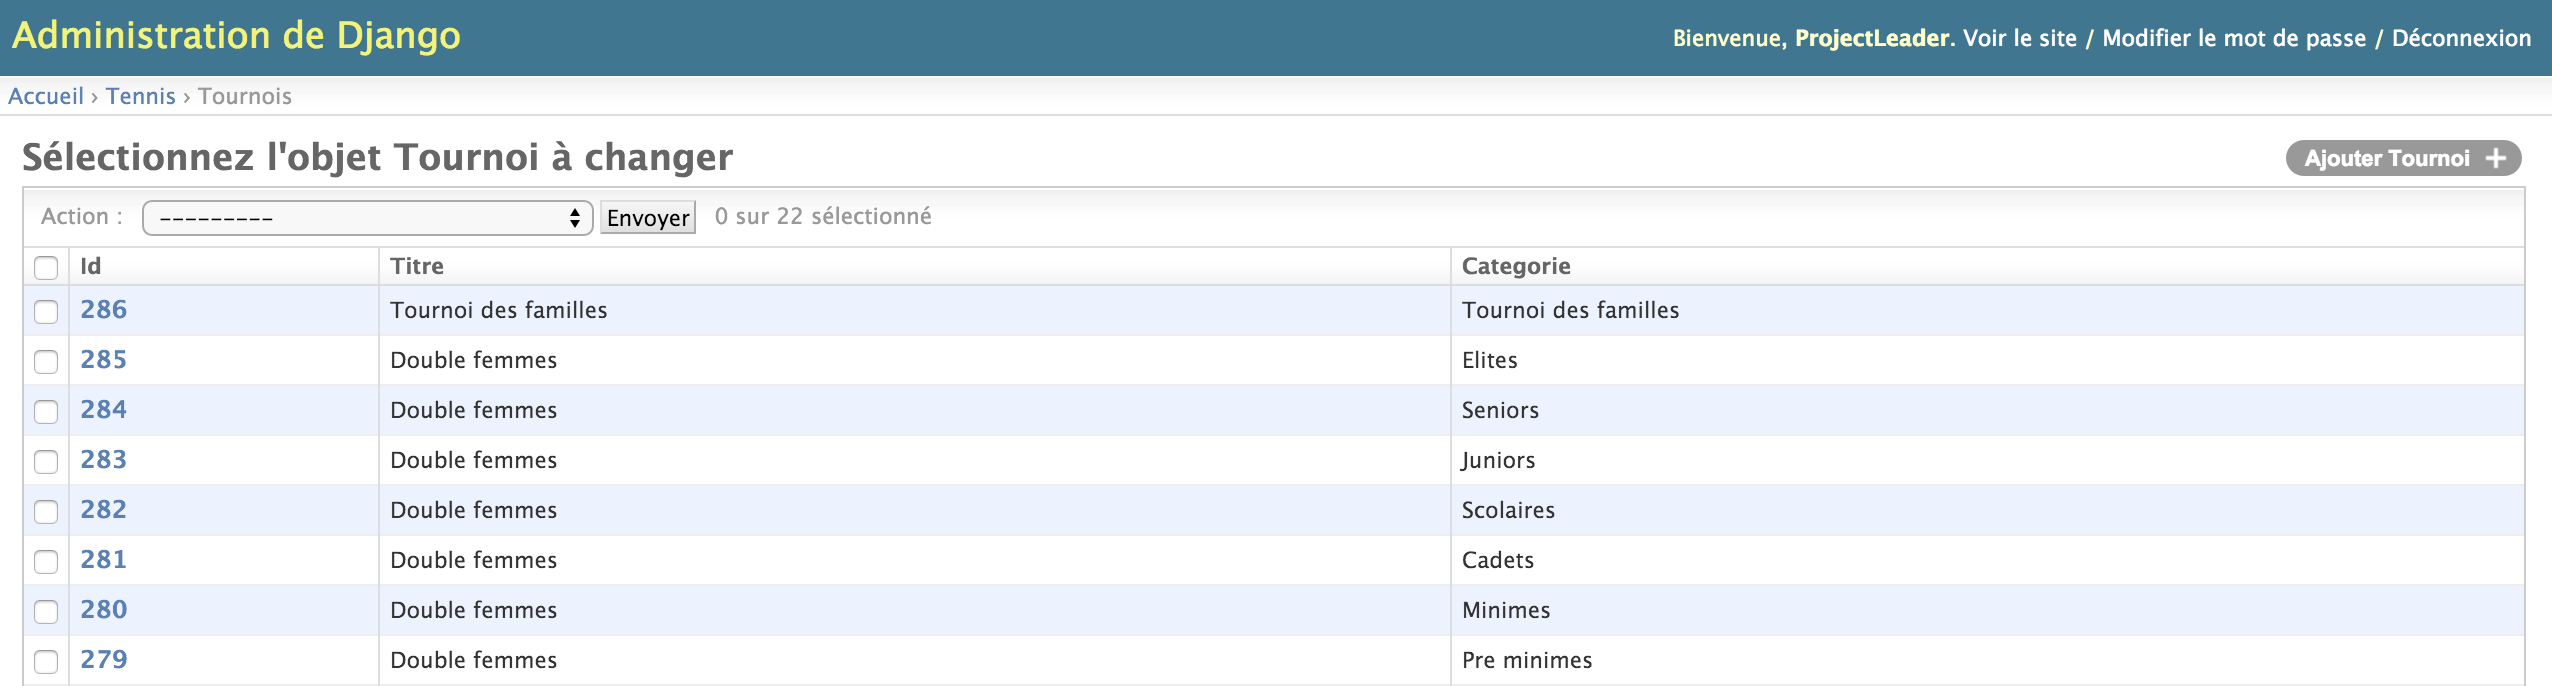 Administration de Django
Bienvenue, ProjectLeader. Voir le site / Modifier le mot de passe / Déconnexion
Accueil › Tennis › Tournois
Sélectionnez l'objet Tournoi à changer
Ajouter Tournoi +
Action : --------- Envoyer 0 sur 22 sélectionné
Id Titre Categorie
286 Tournoi des familles Tournoi des familles
285 Double femmes Elites
284 Double femmes Seniors
283 Double femmes Juniors
282 Double femmes Scolaires
281 Double femmes Cadets
280 Double femmes Minimes
279 Double femmes Pre minimes